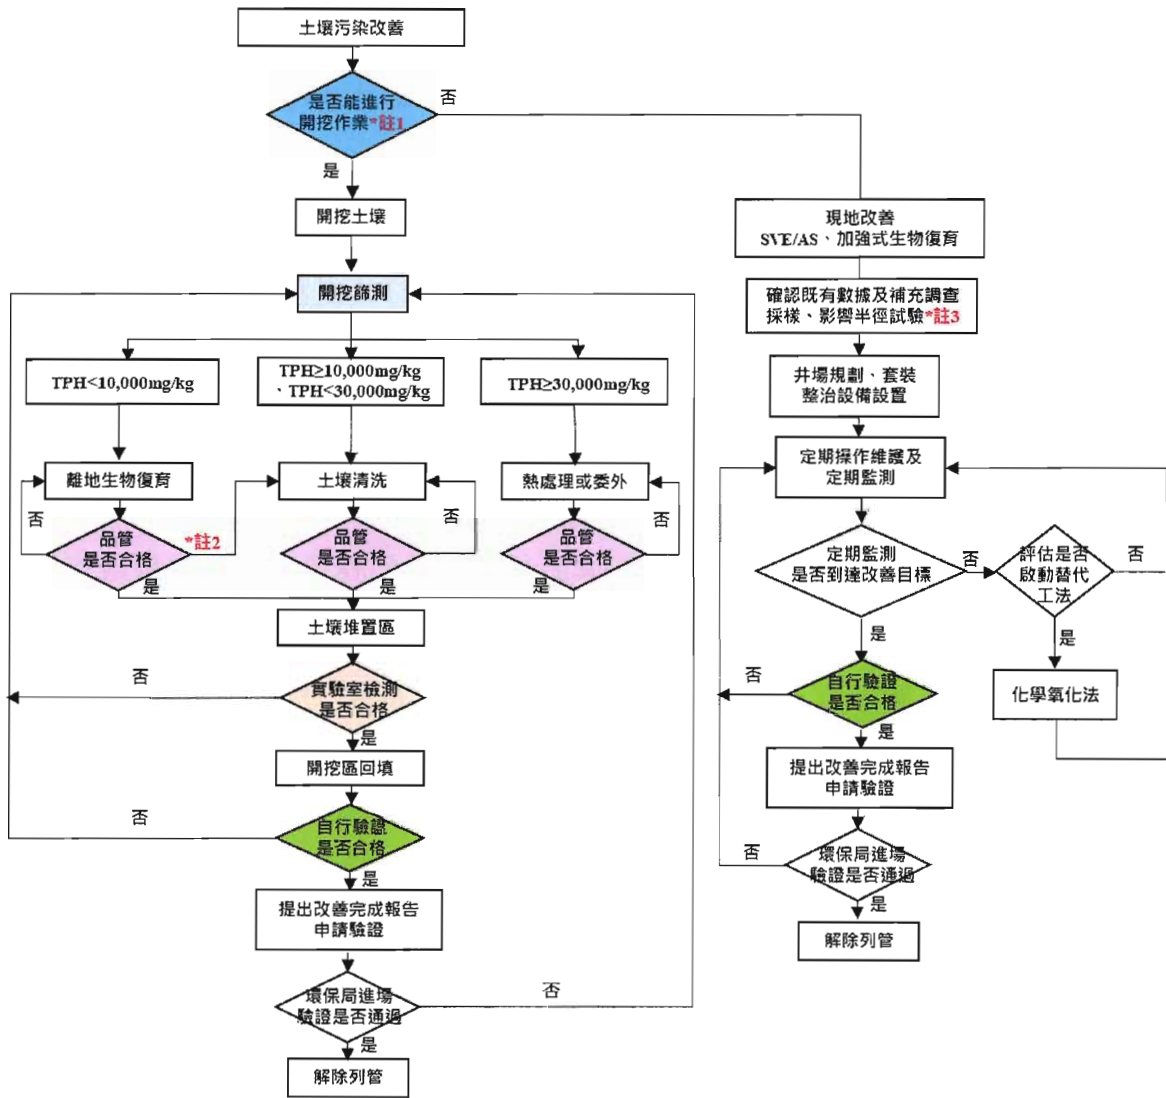 土壤污染改善
是否能進行
開挖作業*註1
否
是
開挖土壤
開挖篩測
TPH<10,000mg/kg
TPH≥10,000mg/kg
、TPH<30,000mg/kg
TPH≥30,000mg/kg
離地生物復育
土壤清洗
熱處理或委外
否
品管
是否合格
*註2
品管
是否合格
否
品管
是否合格
否
是
是
是
土壤堆置區
實驗室檢測
是否合格
否
是
開挖區回填
自行驗證
是否合格
否
是
提出改善完成報告
申請驗證
環保局進場
驗證是否通過
否
是
解除列管
現地改善
SVE/AS、加強式生物復育
確認既有數據及補充調查
採樣、影響半徑試驗*註3
井場規劃、套裝
整治設備設置
定期操作維護及
定期監測
定期監測
是否到達改善目標
否
評估是否
啟動替代
工法
否
是
是
化學氧化法
自行驗證
是否合格
否
是
提出改善完成報告
申請驗證
環保局進場
驗證是否通過
否
是
解除列管